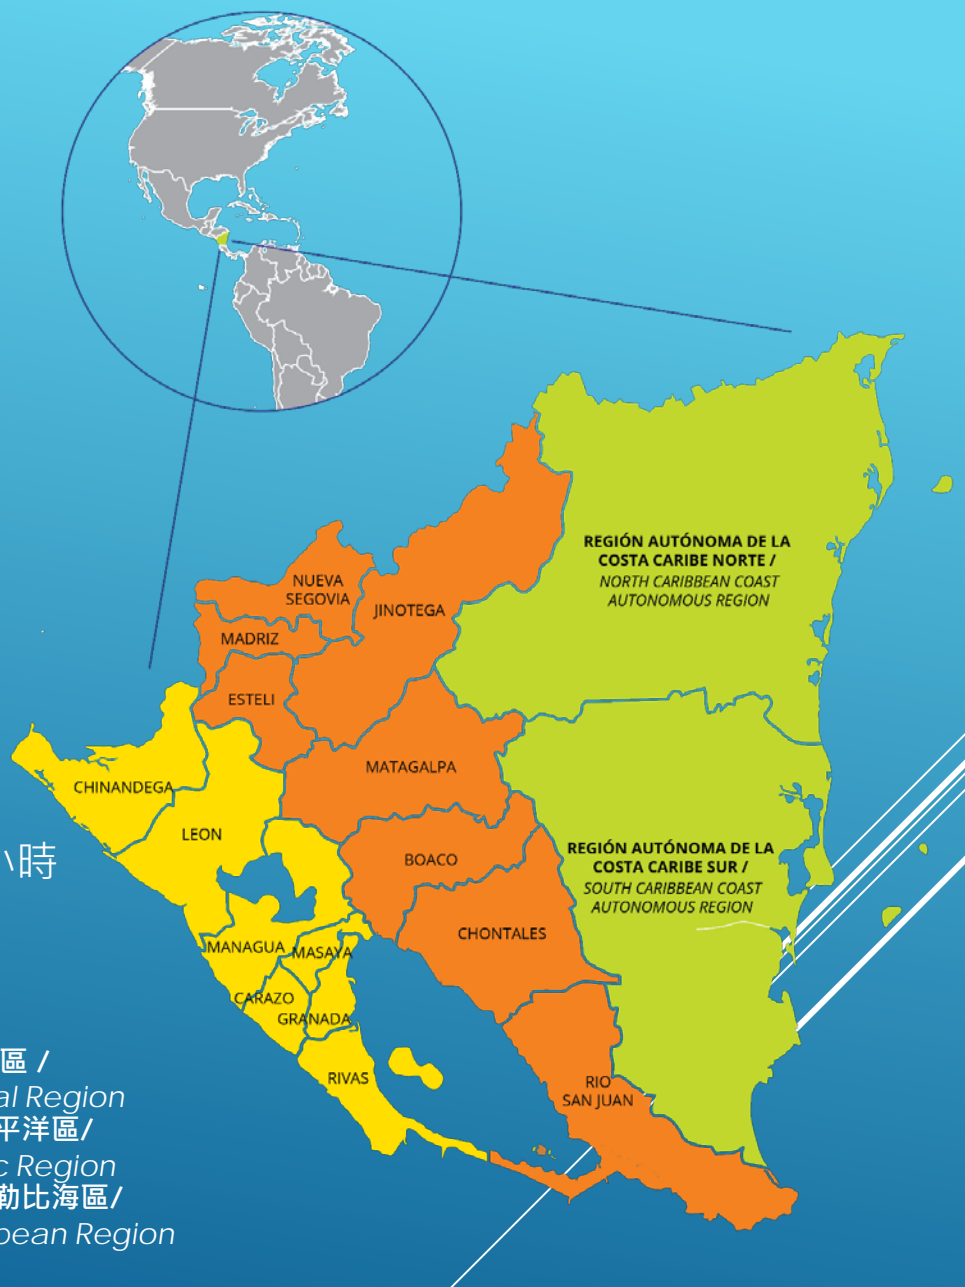 REGIÓN AUTÓNOMA DE LA
COSTA CARIBE NORTE /
NORTH CARIBBEAN COAST
AUTONOMOUS REGION
NUEVA
SEGOVIA
JINOTEGA
MADRIZ
ESTELI
MATAGALPA
CHINANDEGA
LEON
小時
BOACO
REGIÓN AUTÓNOMA DE LA
COSTA CARIBE SUR /
SOUTH CARIBBEAN COAST
AUTONOMOUS REGION
CHONTALES
MANAGUA
MASAYA
CARAZO
GRANADA
RIVAS
RIO
SAN JUAN
區 /
al Region
平洋區/
c Region
勒比海區/
bean Region